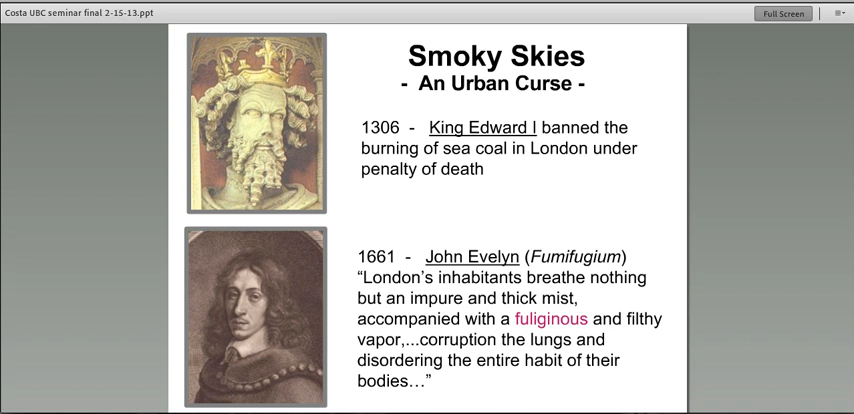 Costa UBC seminar final 2-15-13.ppt
Full Screen
Smoky Skies
- An Urban Curse -
1306 - King Edward I banned the
burning of sea coal in London under
penalty of death
1661 - John Evelyn (Fumifugium)
“London’s inhabitants breathe nothing
but an impure and thick mist,
accompanied with a fuliginous and filthy
vapor,...corruption the lungs and
disordering the entire habit of their
bodies…”